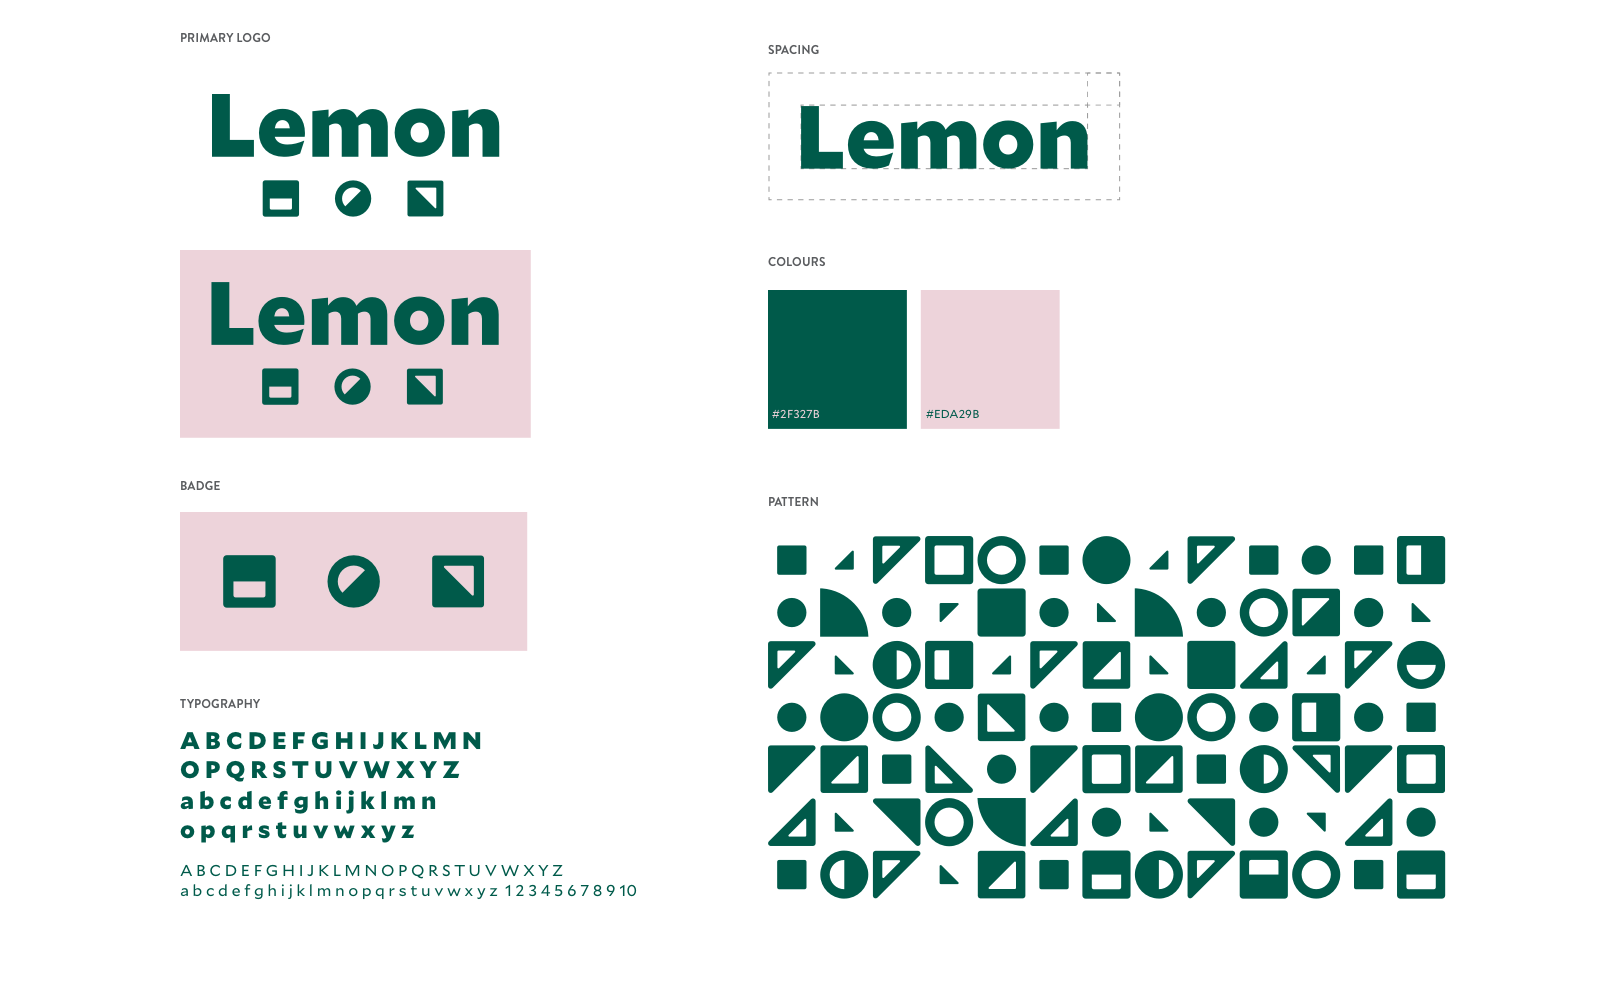 PRIMARY LOGO
Lemon
Lemon
BADGE
TYPOGRAPHY
ABCDEFGHIJKLMN
OPQRSTUVWXYZ
abcdefghijklmn
opqrstuvwxyz
ABCDEFGHIJKLMNOPQRSTUVWXYZ
abcdefghijklmnopqrstuvwxyz 12345678910
SPACING
Lemon
COLOURS
#2F327B
#EDA29B
PATTERN